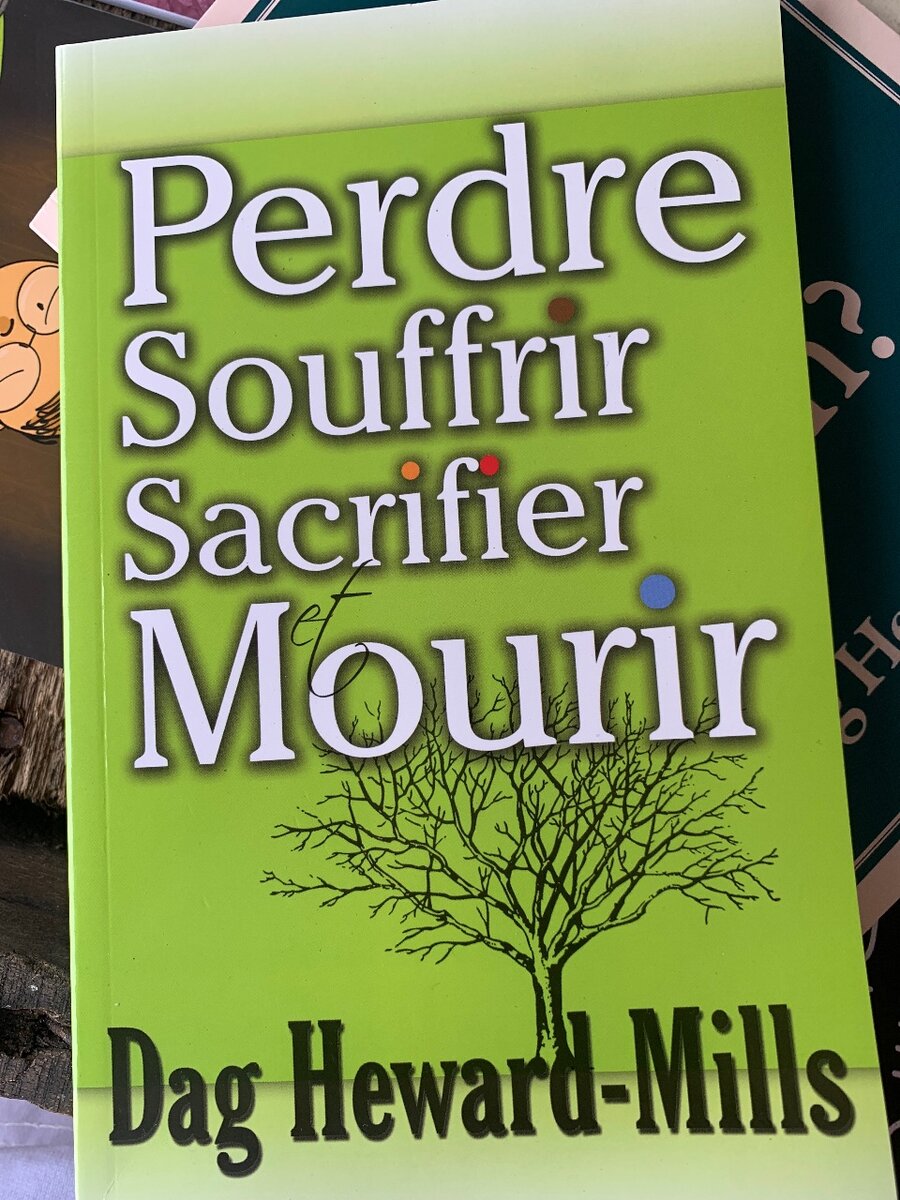 Perdre
Souffrir
Sacrifier
et
Mourir
Dag Heward-Mills